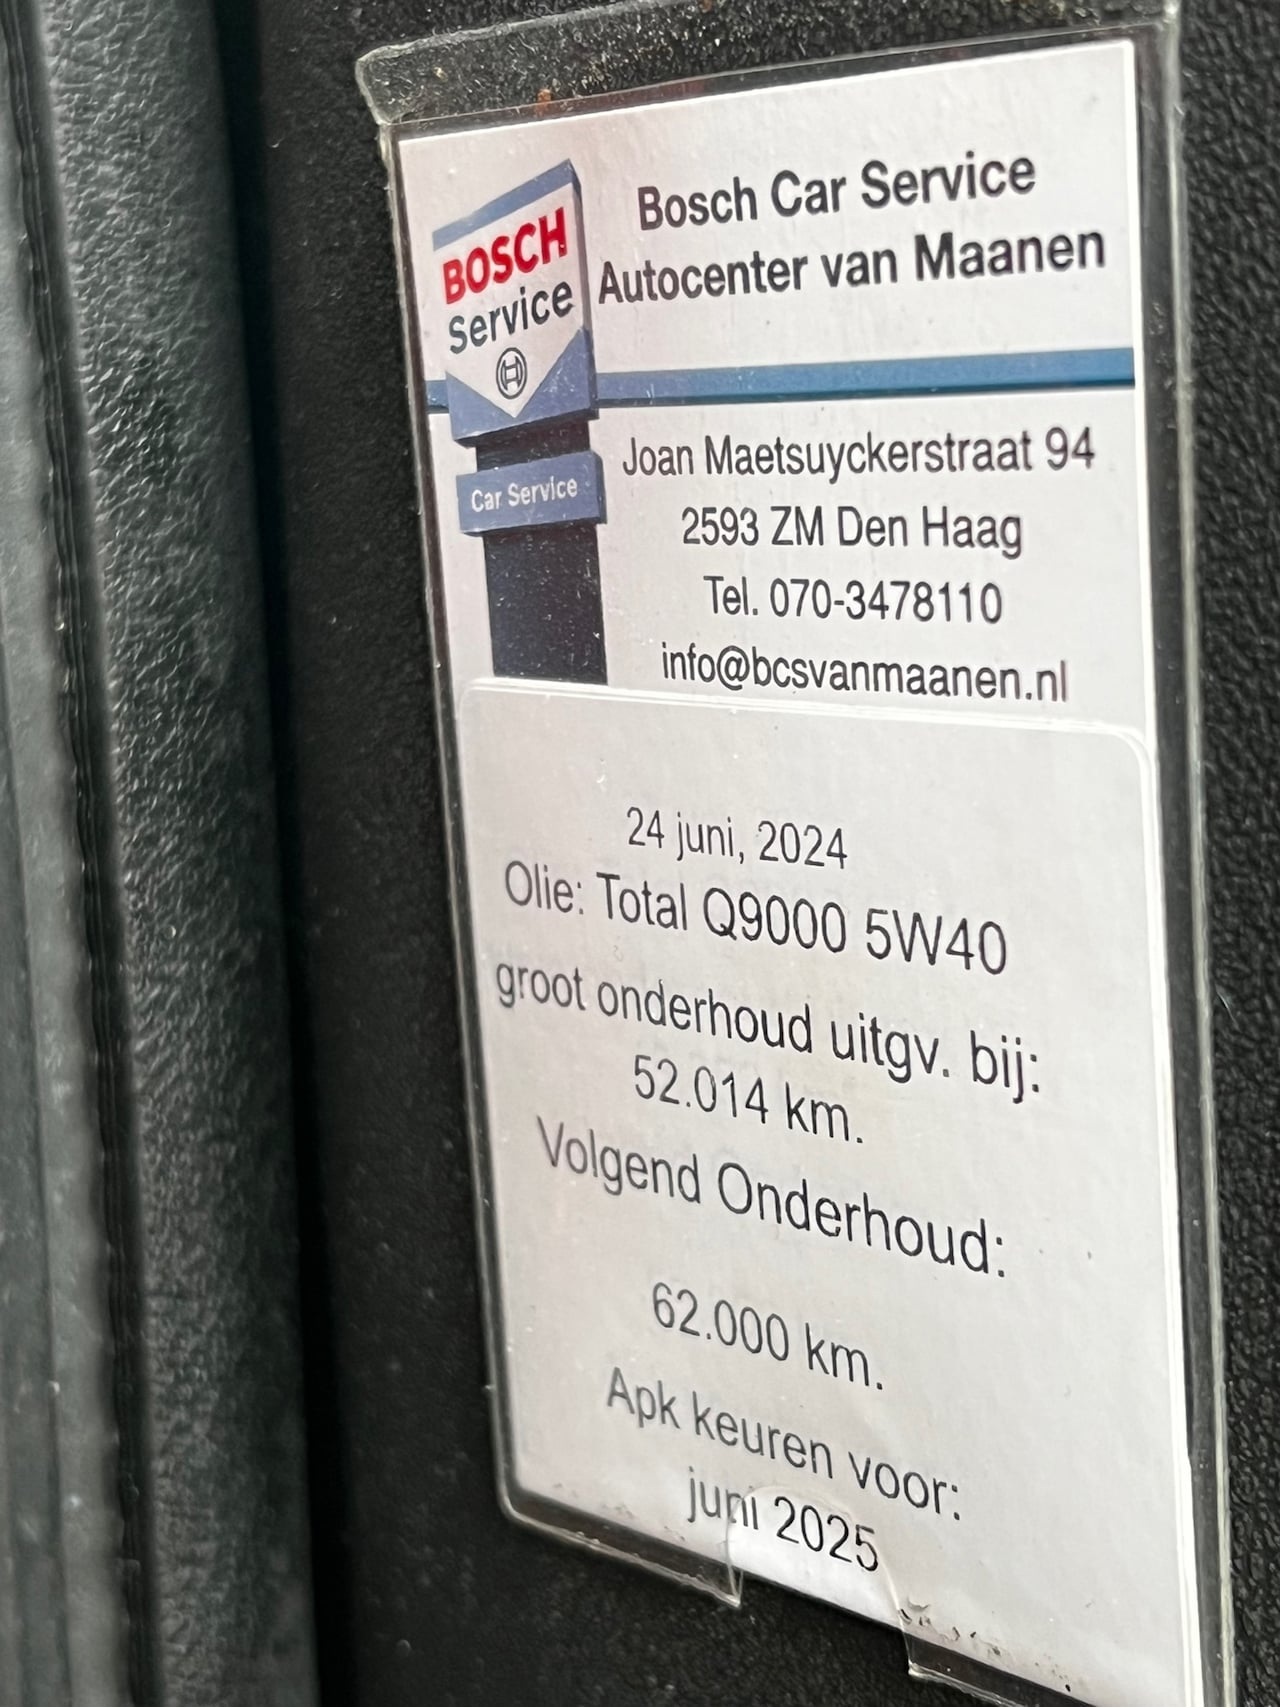 BOSCH
Service
Car Service
Bosch Car Service
Autocenter van Maanen
Joan Maetsuyckerstraat 94
2593 ZM Den Haag
Tel. 070-3478110
info@bcsvanmaanen.nl
24 juni, 2024
Olie: Total Q9000 5W40
groot onderhoud uitgv. bij:
52.014 km.
Volgend Onderhoud:
62.000 km.
Apk keuren voor:
juni 2025